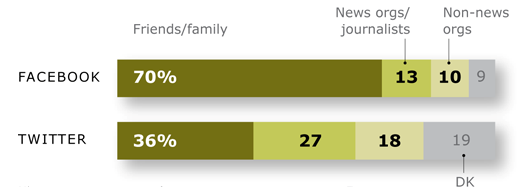 Friends/family
News orgs/
journalists
Non-news
orgs
FACEBOOK 70% 13 10 9
TWITTER 36% 27 18 19
DK